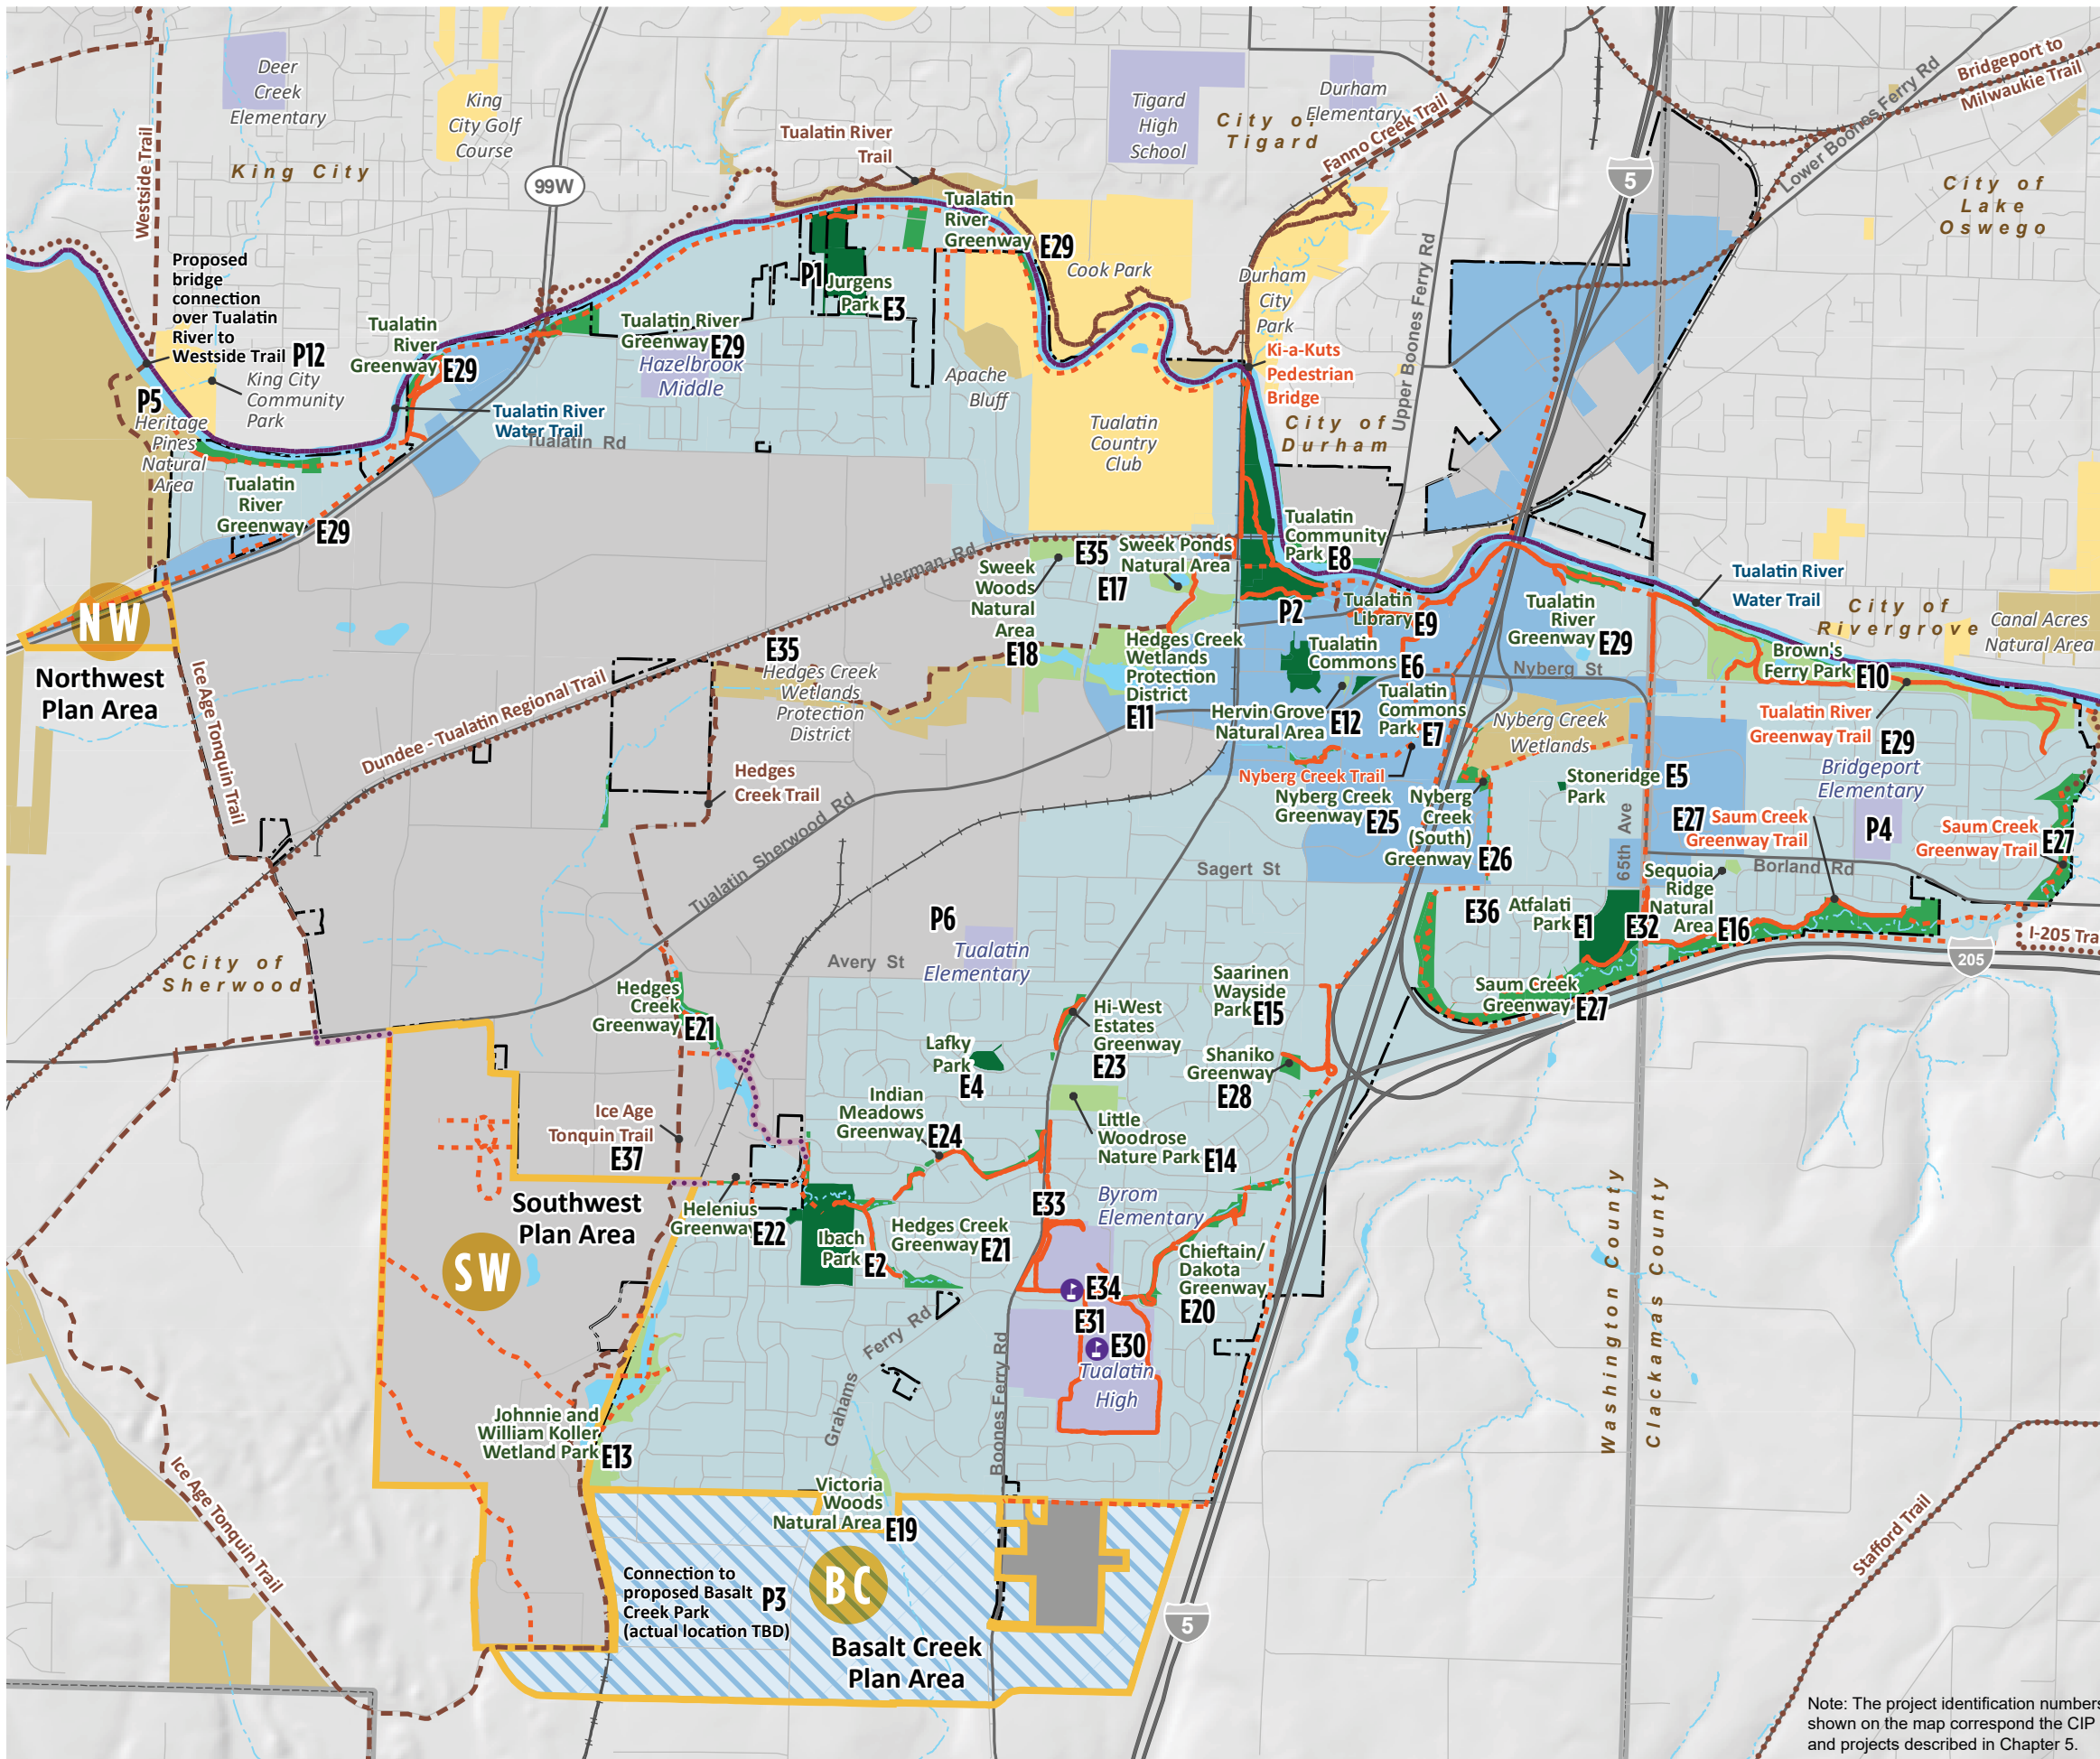 Deer
Creek
Elementary
King
City Golf
Course
Tigard
High
School
Durham
Elementary
City of
Tigard
Fanno Creek Trail
Bridgeport to
Milwaukie Trail
Lower Boones Ferry Rd
5
Westside Trail
King City
99W
Tualatin River
Trail
City of
Lake
Oswego
Proposed
bridge
connection
over Tualatin
River to
Westside Trail
P12
Tualatin
River
Greenway
E29
P1
Jurgens
Park
E3
Tualatin
River
Greenway
E29
Cook Park
Durham
City
Park
Upper Boones Ferry Rd
Tualatin River
Greenway
E29
Hazelbrook
Middle
King City
Community
Park
P5
Heritage
Pines
Natural
Area
Tualatin River
Water Trail
Tualatin Rd
Apache
Bluff
Tualatin
Country
Club
Ki-a-Kuts
Pedestrian
Bridge
City of
Durham
Tualatin
River
Greenway
E29
Tualatin
Community
Park
E8
Herman Rd
Sweek
Woods
Natural
Area
E18
E35
E17
Sweek Ponds
Natural Area
P2
Tualatin
Library
E9
Tualatin
River
Greenway
E29
Tualatin River
Water Trail
City of
Rivergrove
Canal Acres
Natural Area
NW
Northwest
Plan Area
Ice Age Tonquin Trail
E35
Hedges Creek
Wetlands
Protection
District
Dundee - Tualatin Regional Trail
Hedges Creek
Wetlands
Protection
District
E11
Tualatin
Commons
E6
Nyberg St
Brown's
Ferry Park
E10
Hervin Grove
Natural Area
E12
Tualatin
Commons
Park
E7
Nyberg Creek
Wetlands
Tualatin River
Greenway Trail
E29
Bridgeport
Elementary
Hedges
Creek Trail
Nyberg Creek Trail
Nyberg Creek
Greenway
E25
Nyberg
Creek
(South)
Greenway
E26
Stoneridge
Park
E5
65th Ave
E27
Saum Creek
Greenway Trail
P4
Saum Creek
Greenway Trail
E27
Tualatin Sherwood Rd
Sagert St
Borland Rd
Sequoia
Ridge
Natural
Area
E16
P6
Tualatin
Elementary
Avery St
E36
Atfalati
Park
E1
E32
I-205 Tra
205
City of
Sherwood
Hedges
Creek
Greenway
E21
Saarinen
Wayside
Park
E15
Saum Creek
Greenway
E27
Hi-West
Estates
Greenway
E23
Lafky
Park
E4
Shaniko
Greenway
E28
Indian
Meadows
Greenway
E24
Ice Age
Tonquin Trail
E37
Little
Woodrose
Nature Park
E14
Southwest
Plan Area
SW
Helenius
Greenway
E22
Ibach
Park
E2
Hedges Creek
Greenway
E21
E33
Byrom
Elementary
Chieftain/
Dakota
Greenway
E20
Washington County
Clackamas County
E34
E31
E30
Tualatin
High
Grahams
Ferry Rd
Boones Ferry Rd
Johnnie and
William Koller
Wetland Park
E13
Ice Age Tonquin Trail
Victoria
Woods
Natural Area
E19
Stafford Trail
Connection to
proposed Basalt
Creek Park
(actual location TBD)
P3
BC
Basalt Creek
Plan Area
5
Note: The project identification numbers
shown on the map correspond the CIP
and projects described in Chapter 5.